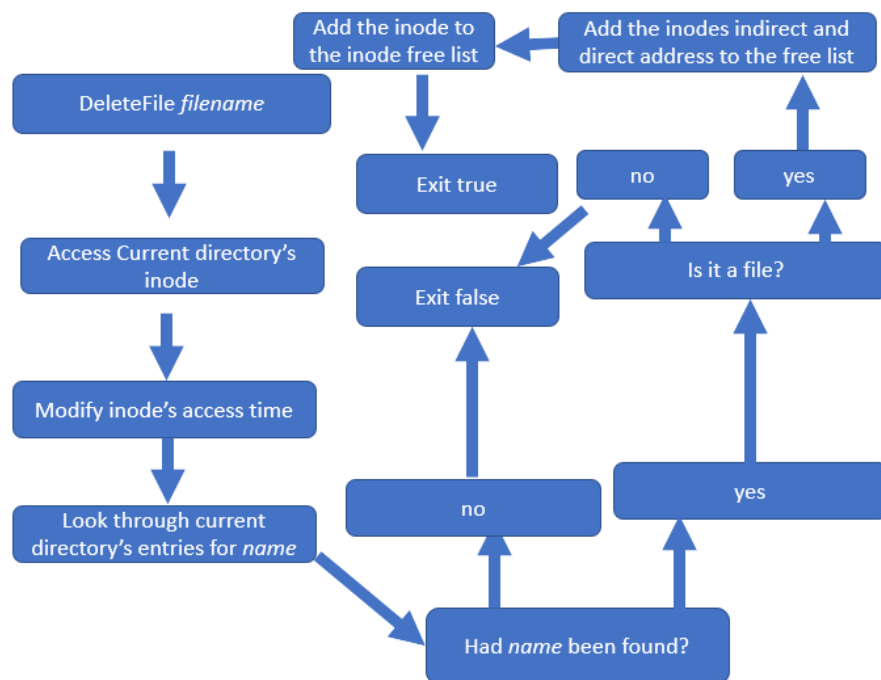 DeleteFile filename
Access Current directory's
inode
Modify inode's access time
Look through current
directory's entries for name
Had name been found?
no
yes
Exit false
Is it a file?
no
yes
Add the inodes indirect and
direct address to the free list
Add the inode to
the inode free list
Exit true